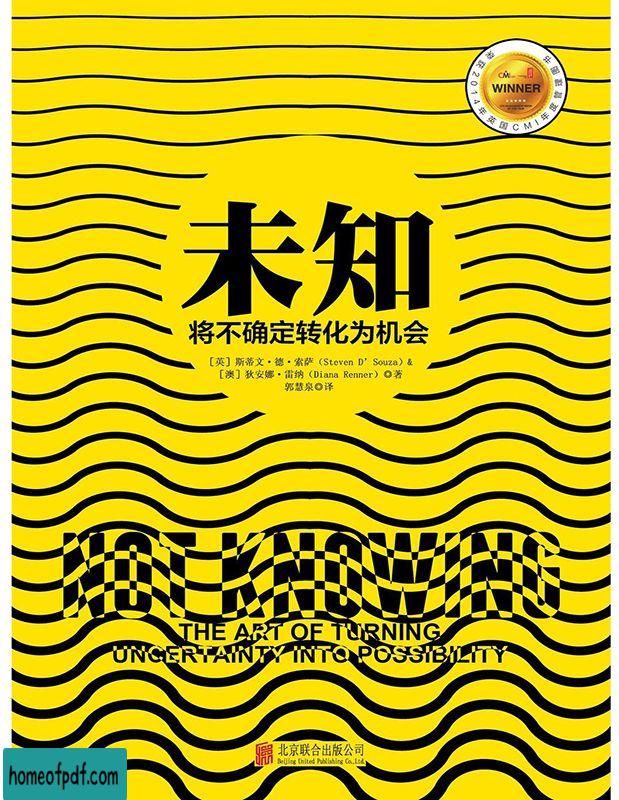 荣获2014年英国CMI年度管理图书
CMI
WINNER
未知
将不确定转化为机会
[英]斯蒂文·德·索萨(Steven D'Souza)&
[澳]狄安娜·雷纳(Diana Renner)◎著
郭慧泉◎译
NOT KNOWING
THE ART OF TURNING
UNCERTAINTY INTO POSSIBILITY
北京联合出版公司
Beijing United Publishing Co.,Ltd.
homeofpdf.com